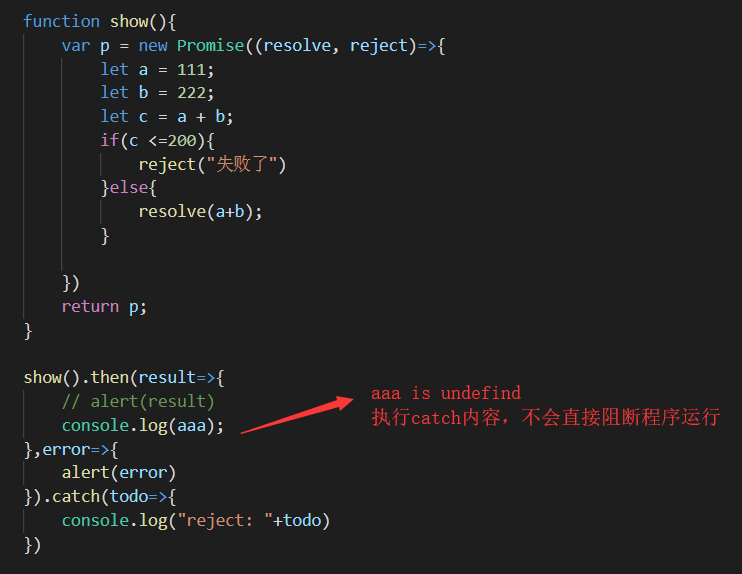 function show(){
var p = new Promise((resolve, reject)=>{
let a = 111;
let b = 222;
let c = a + b;
if(c <=200){
reject("失败了")
}else{
resolve(a+b);
}
})
return p;
}
show().then(result=>{
// alert(result)
console.log(aaa);
aaa is undefind
执行catch内容，不会直接阻断程序运行
},error=>{
alert(error)
}).catch(todo=>{
console.log("reject: "+todo)
})